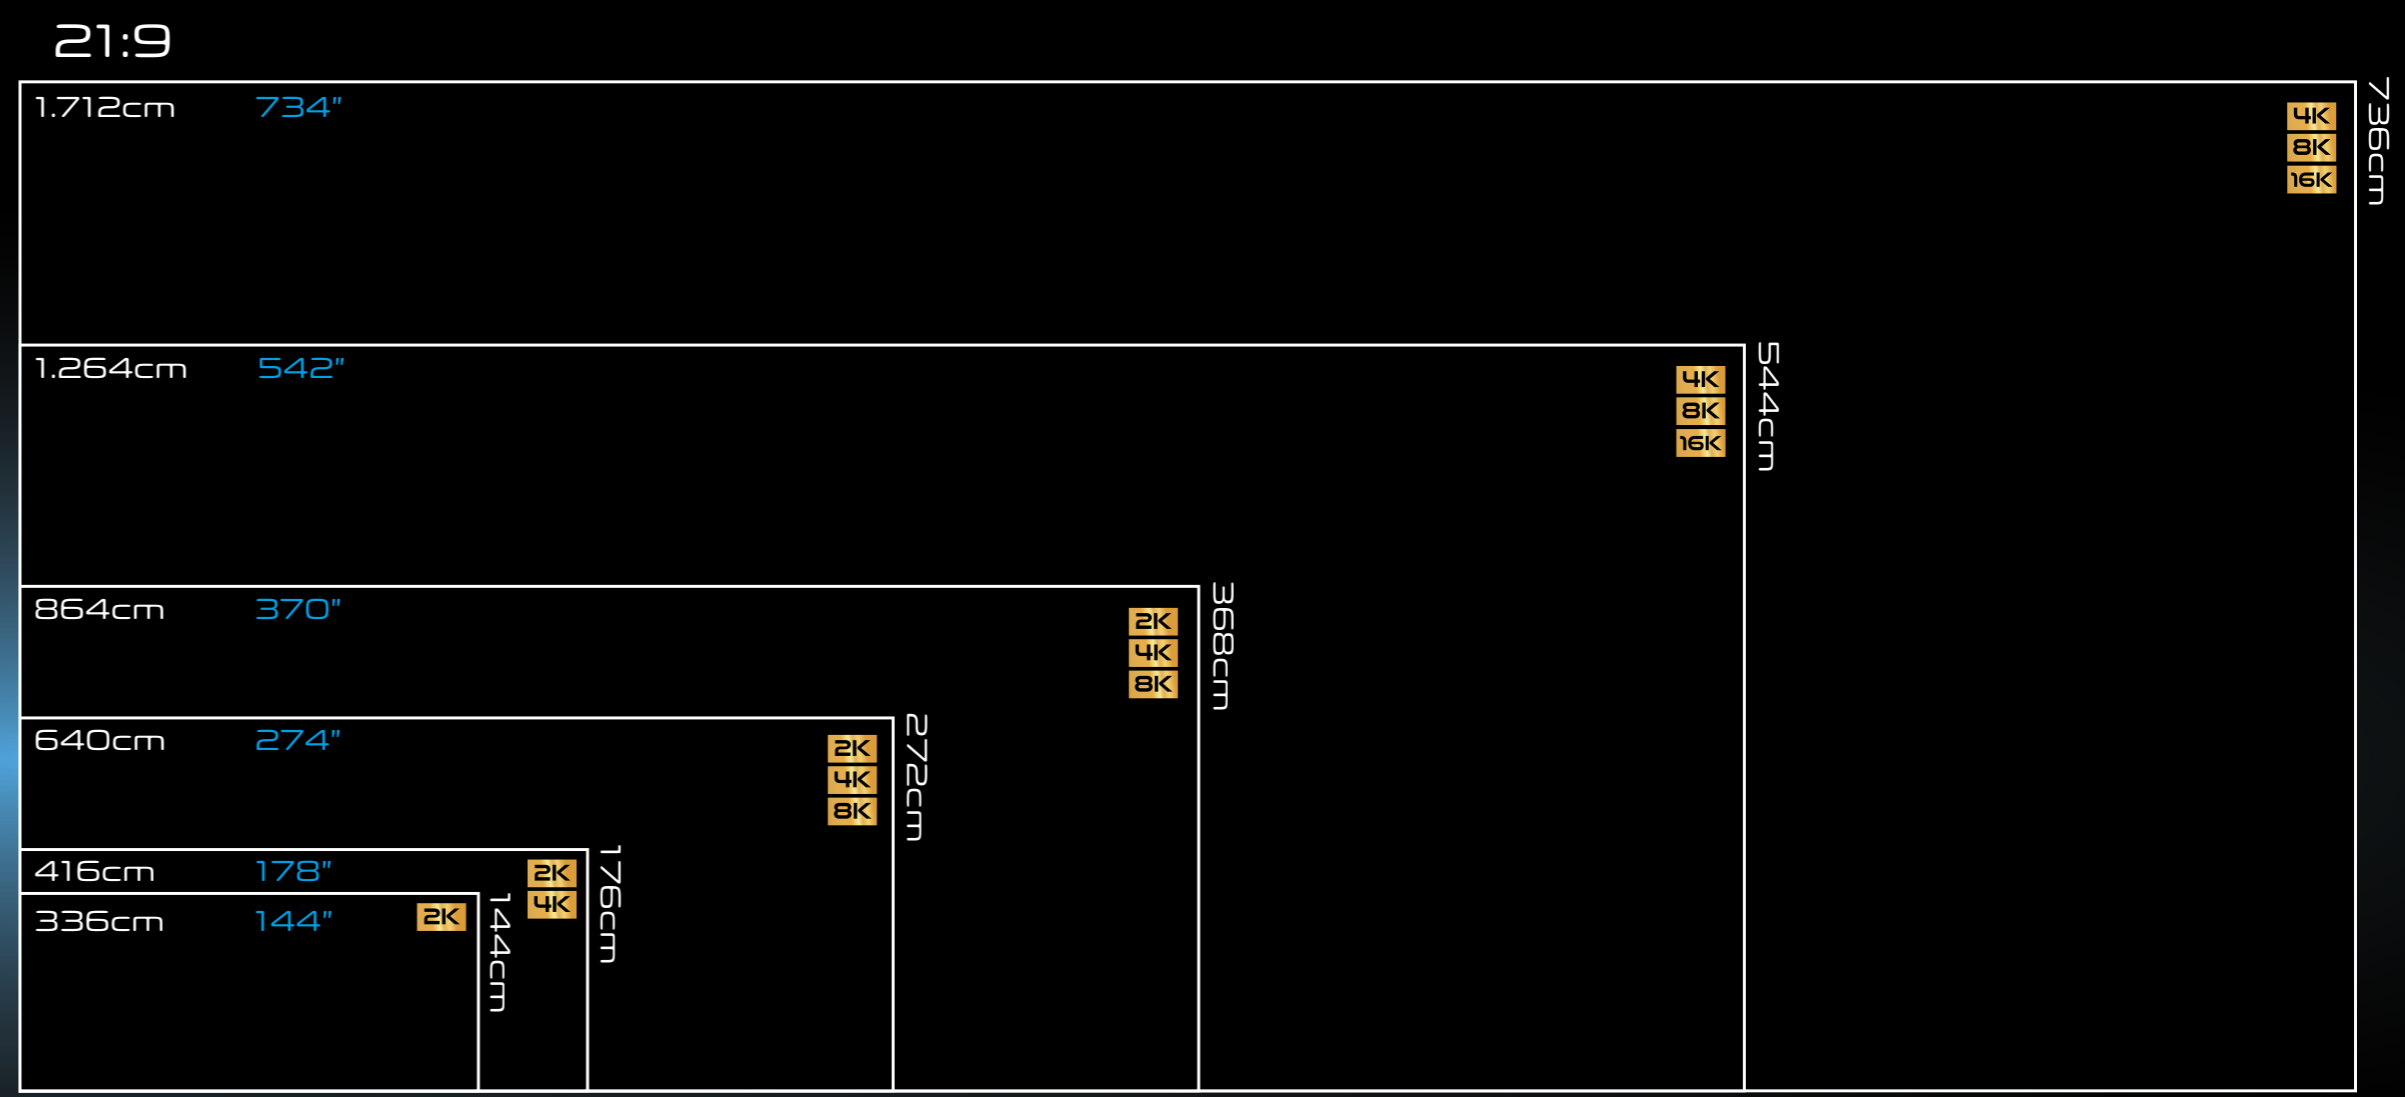 21:9
1.712cm 734"
4K
8K
16K
736cm
1.264cm 542"
4K
8K
16K
544cm
864cm 370"
2K
4K
8K
368cm
640cm 274"
2K
4K
8K
272cm
416cm 178"
2K
4K
176cm
336cm 144"
2K
144cm